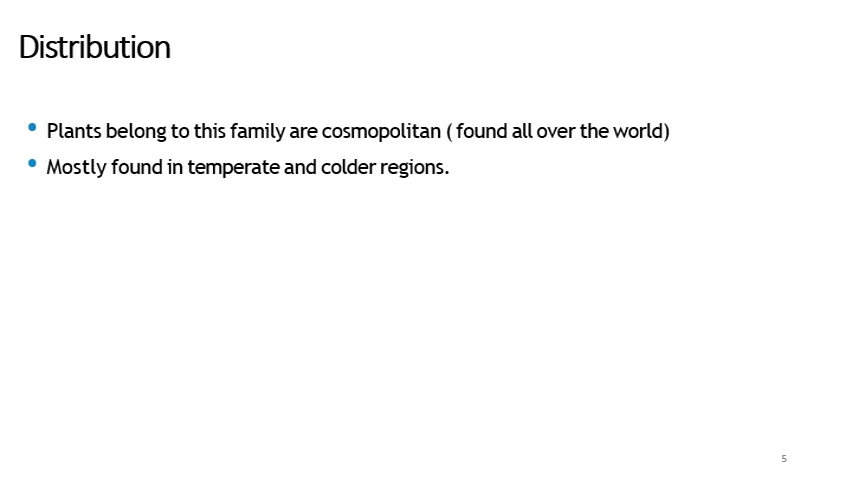 Distribution
• Plants belong to this family are cosmopolitan ( found all over the world)
• Mostly found in temperate and colder regions.
5